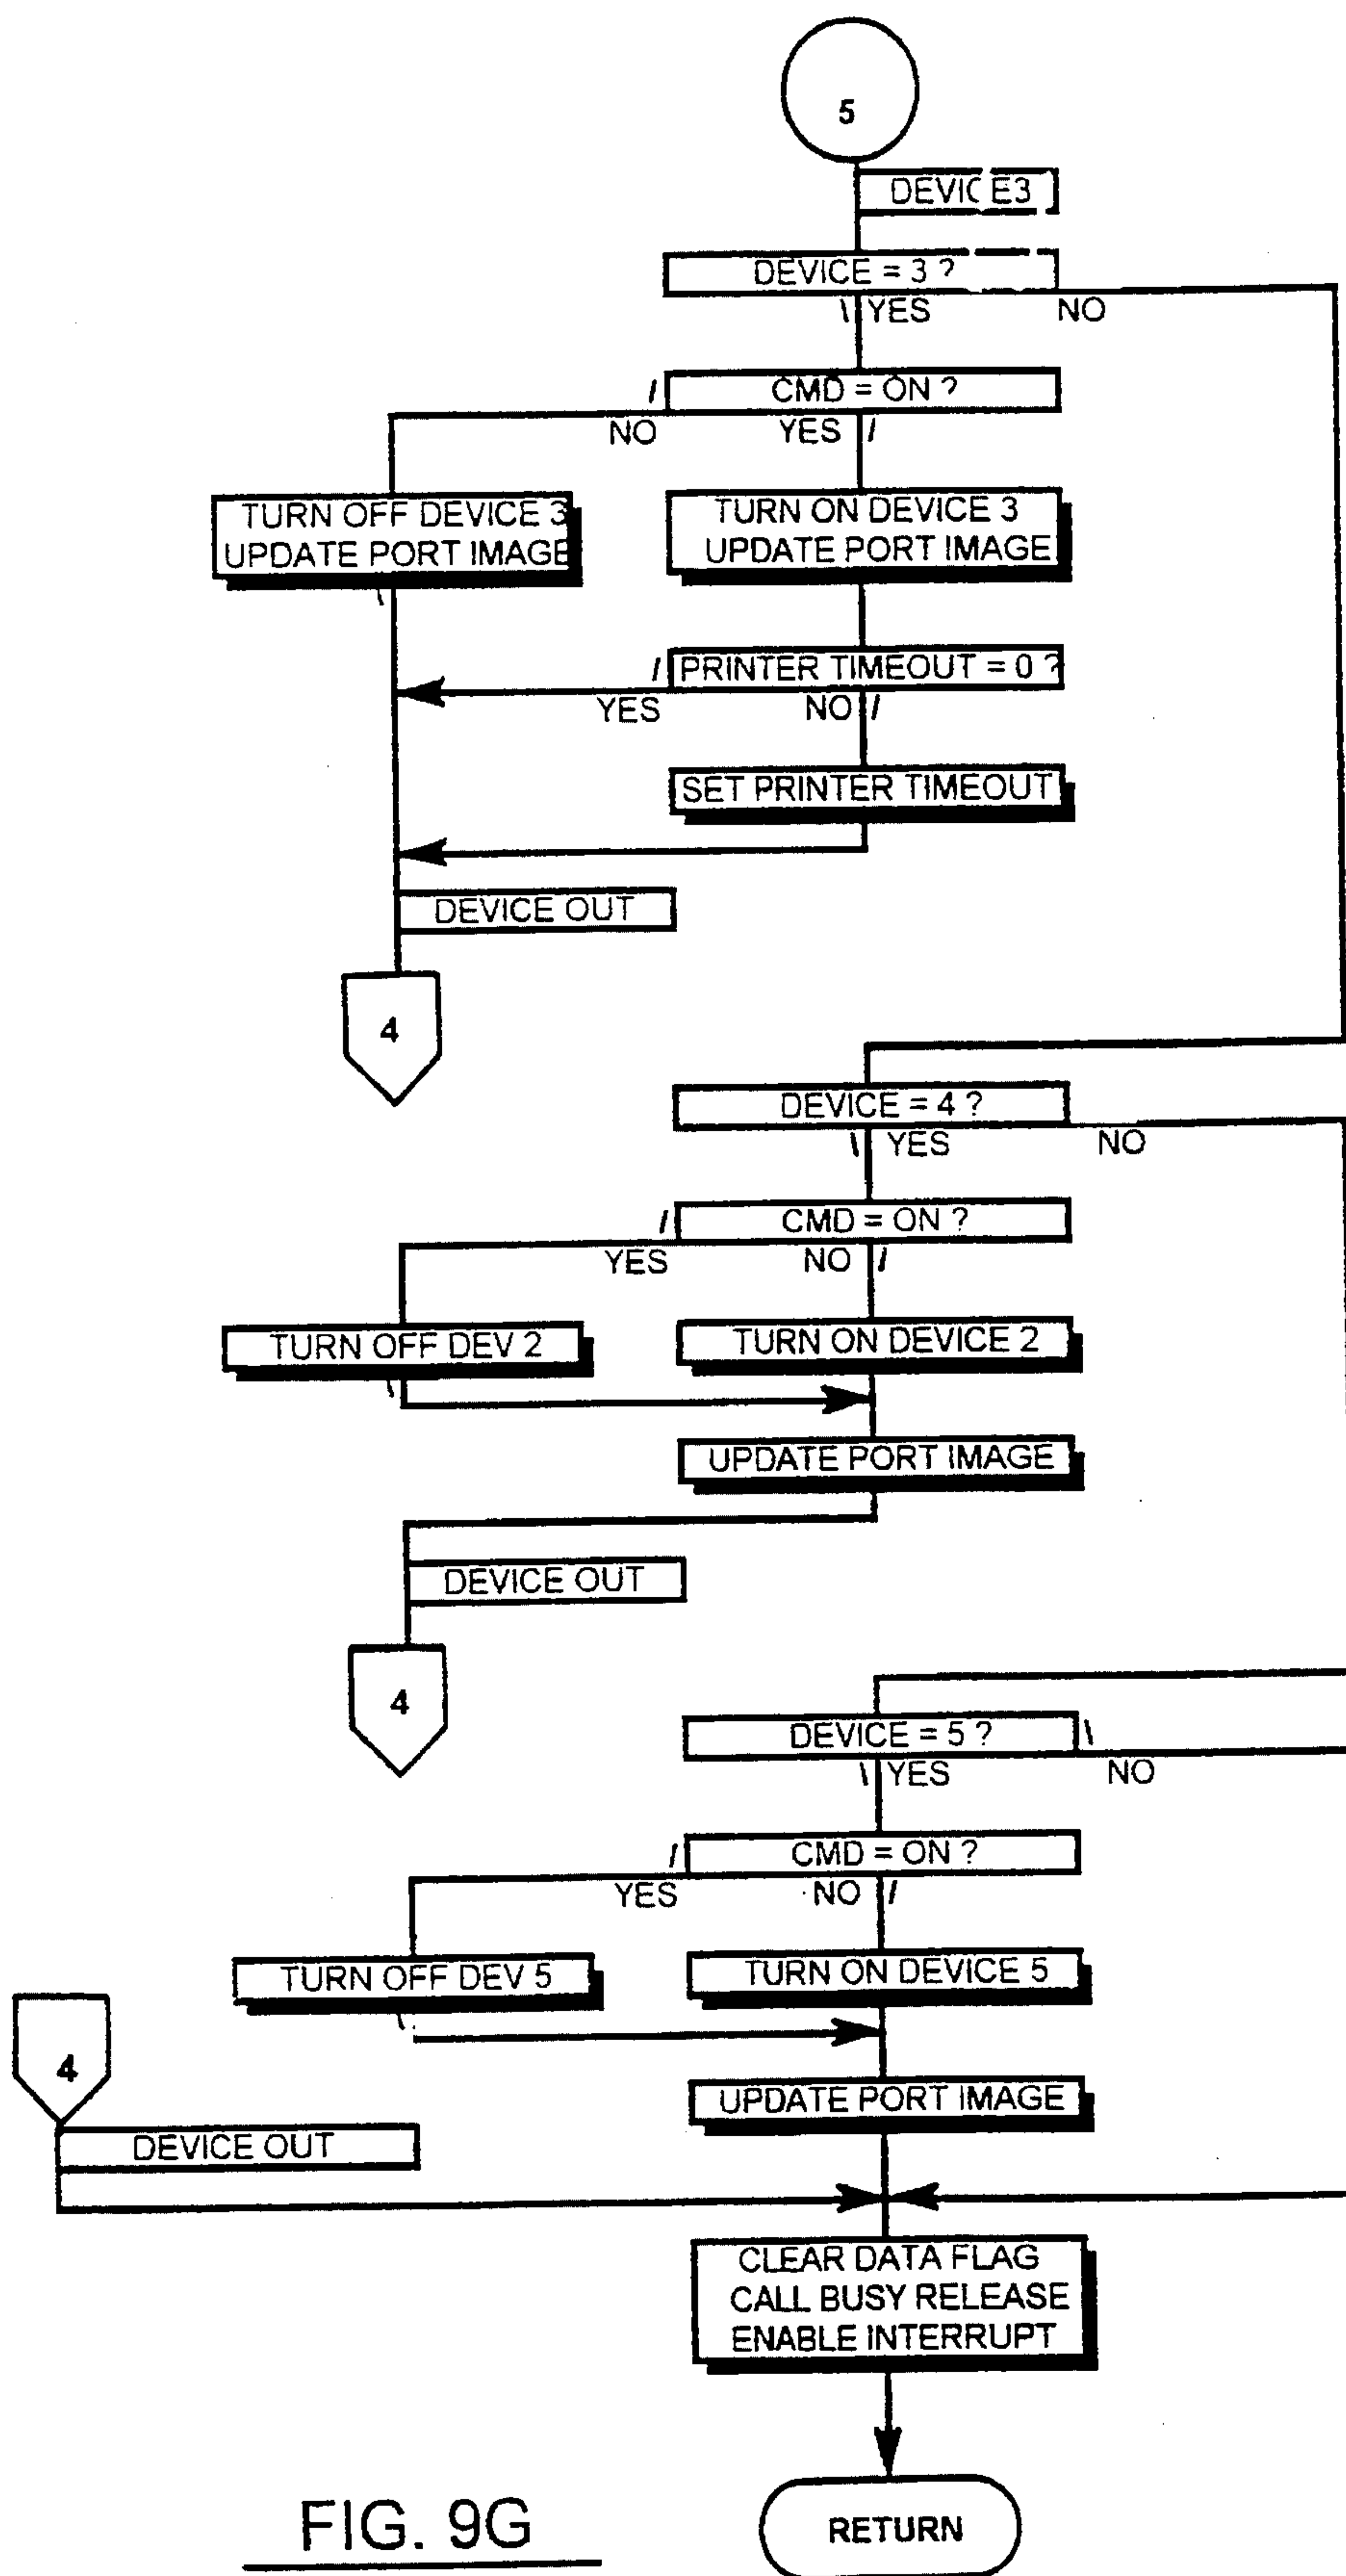 5
DEVICE3
DEVICE = 3 ?
YES NO
CMD = ON ?
NO YES
TURN OFF DEVICE 3
UPDATE PORT IMAGE
TURN ON DEVICE 3
UPDATE PORT IMAGE
PRINTER TIMEOUT = 0 ?
YES NO
SET PRINTER TIMEOUT
DEVICE OUT
4
DEVICE = 4 ?
YES NO
CMD = ON ?
YES NO
TURN OFF DEV 2
TURN ON DEVICE 2
UPDATE PORT IMAGE
DEVICE OUT
4
DEVICE = 5 ?
YES NO
CMD = ON ?
YES NO
TURN OFF DEV 5
TURN ON DEVICE 5
4
UPDATE PORT IMAGE
DEVICE OUT
CLEAR DATA FLAG
CALL BUSY RELEASE
ENABLE INTERRUPT
RETURN
FIG. 9G